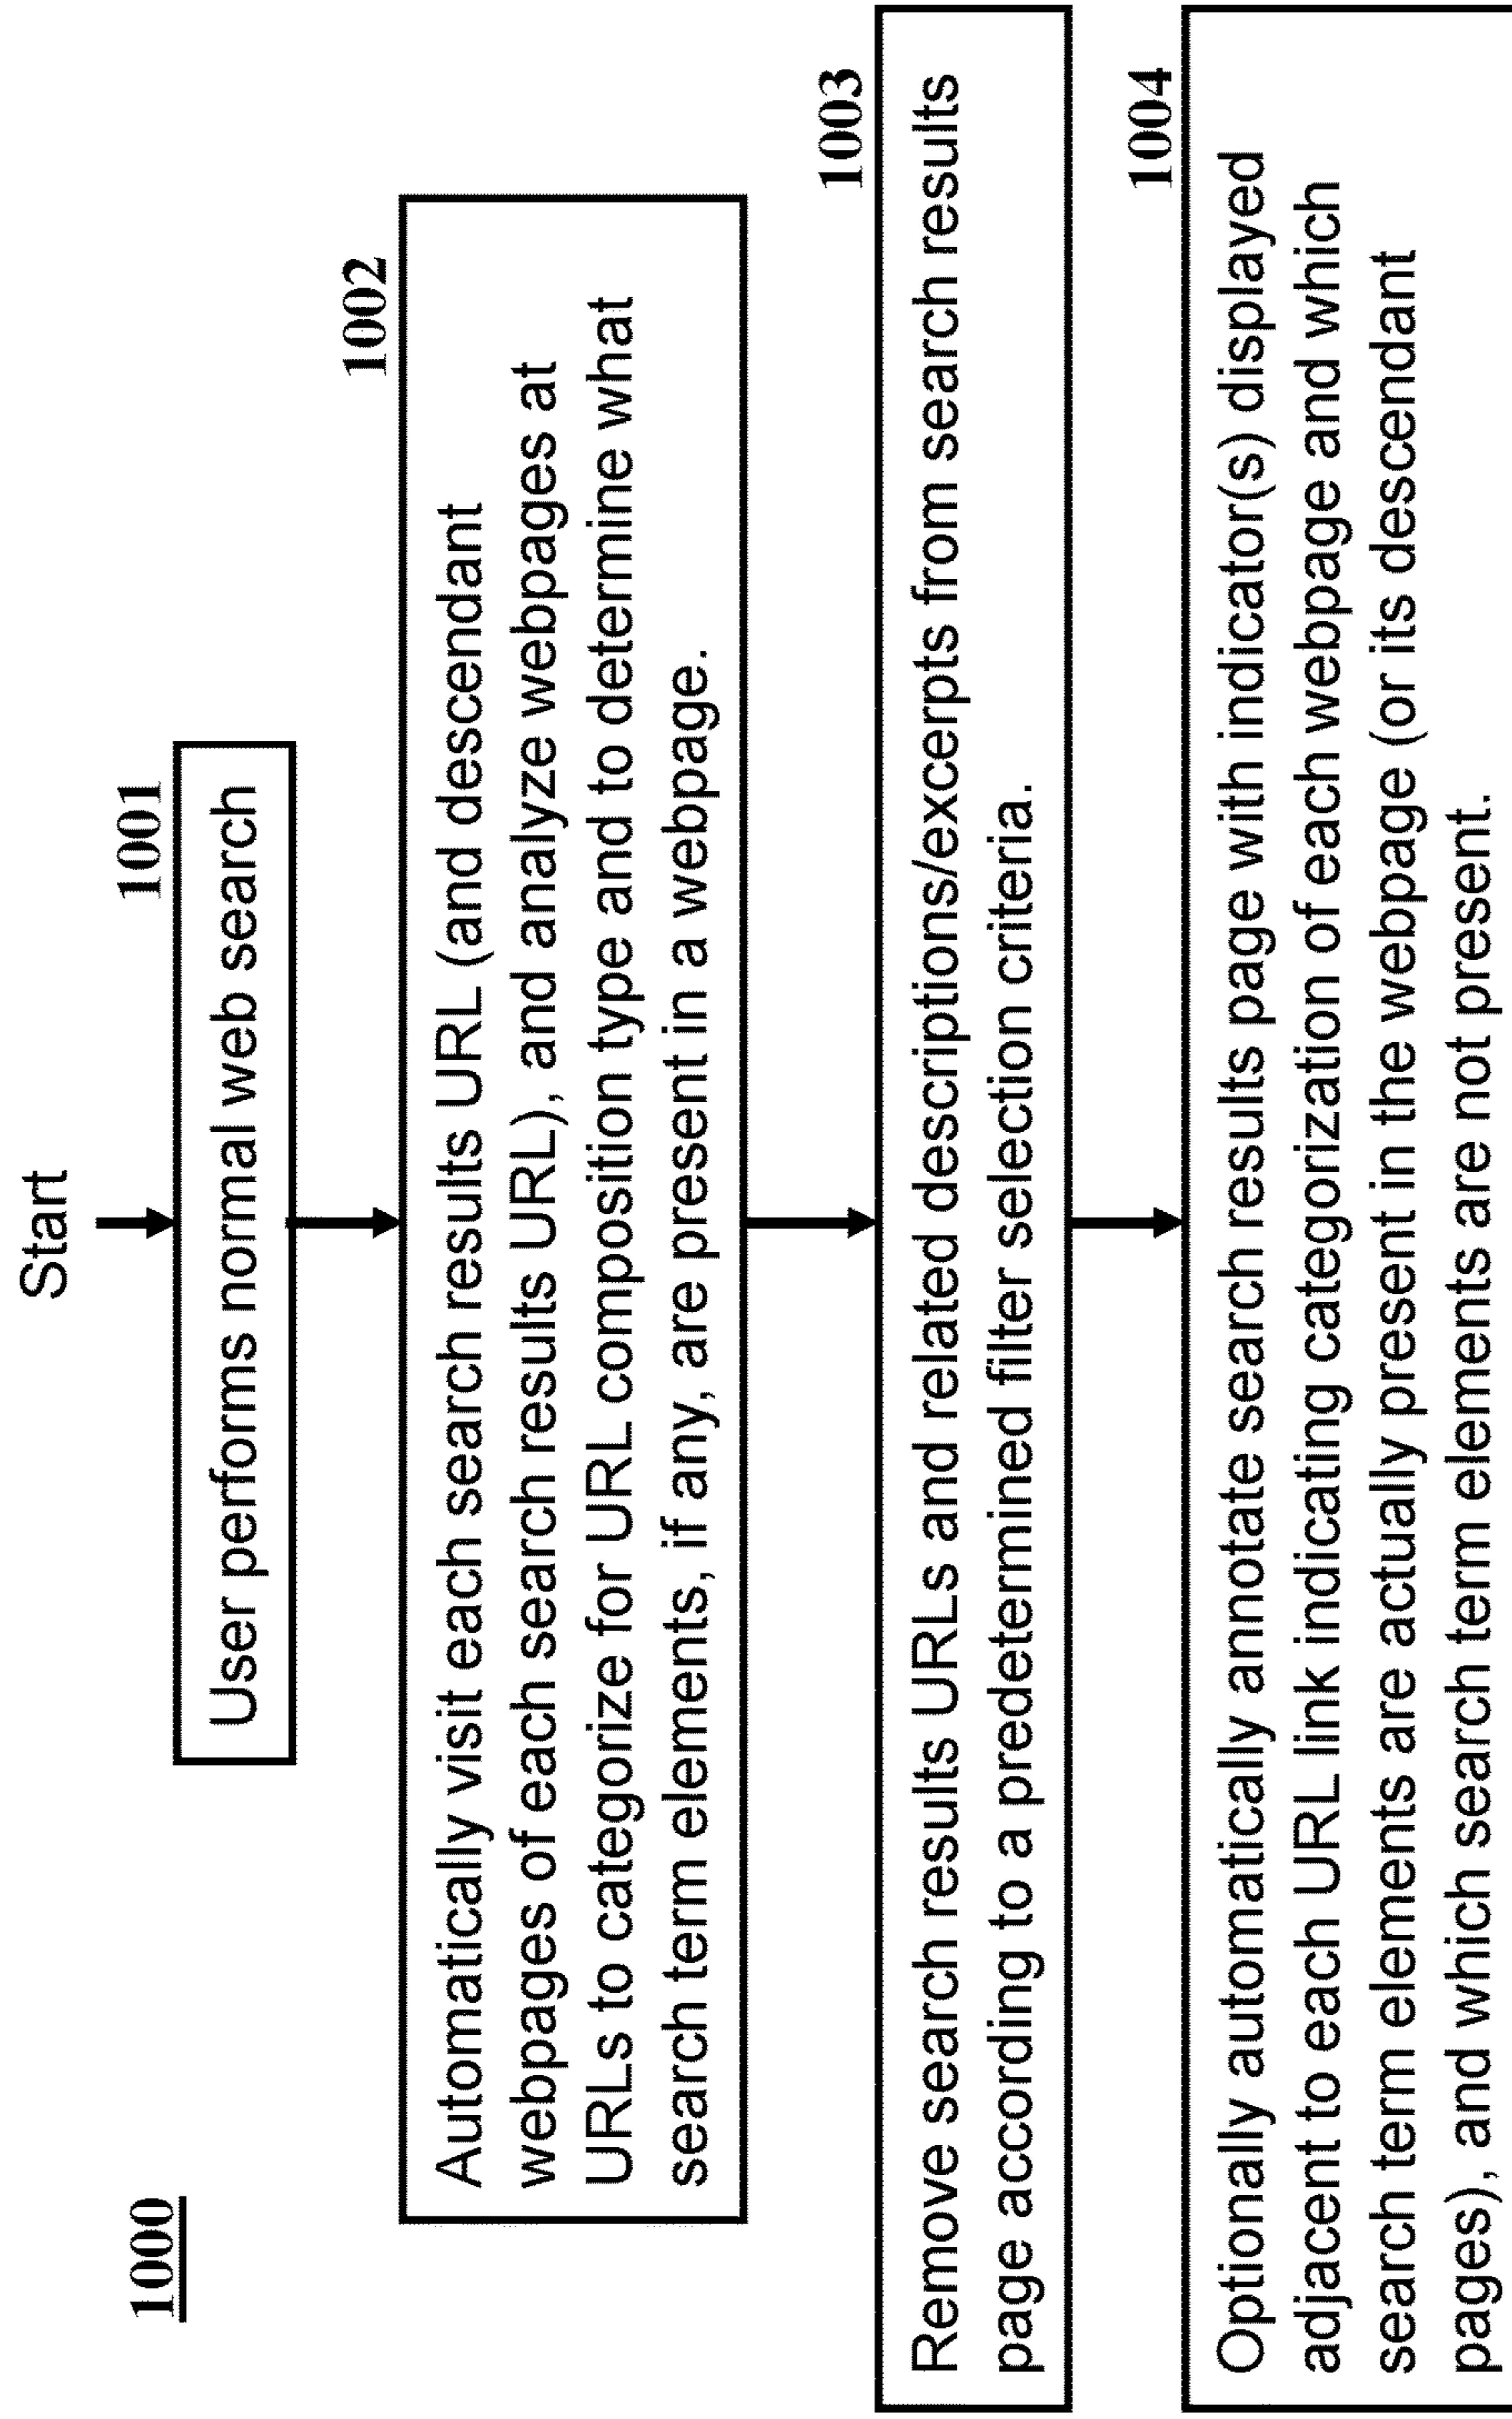 1000
Start
1001
User performs normal web search
1002
Automatically visit each search results URL (and descendant
webpages of each search results URL), and analyze webpages at
URLs to categorize for URL composition type and to determine what
search term elements, if any, are present in a webpage.
1003
Remove search results URLs and related descriptions/excerpts from search results
page according to a predetermined filter selection criteria.
1004
Optionally automatically annotate search results page with indicator(s) displayed
adjacent to each URL link indicating categorization of each webpage and which
search term elements are actually present in the webpage (or its descendant
pages), and which search term elements are not present.